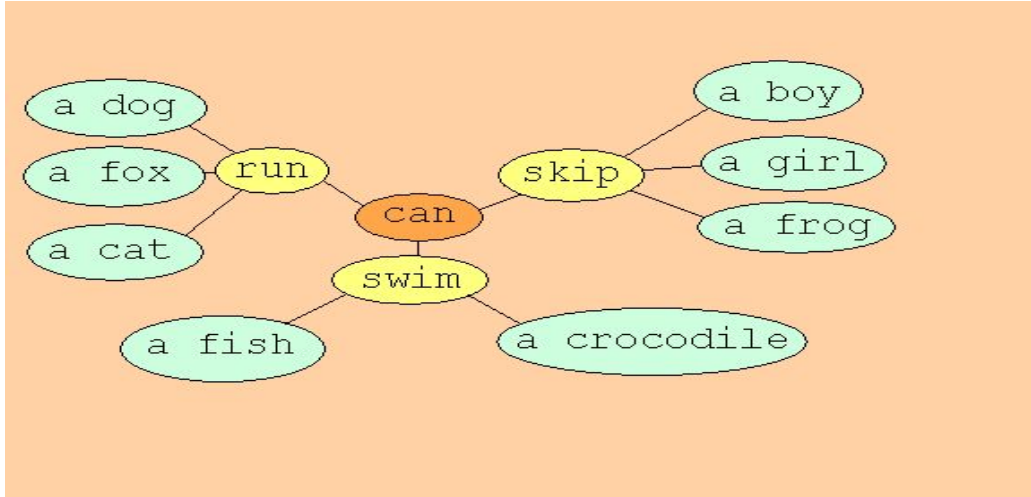 a dog
a fox
a cat
run
can
skip
a boy
a girl
a frog
swim
a fish
a crocodile